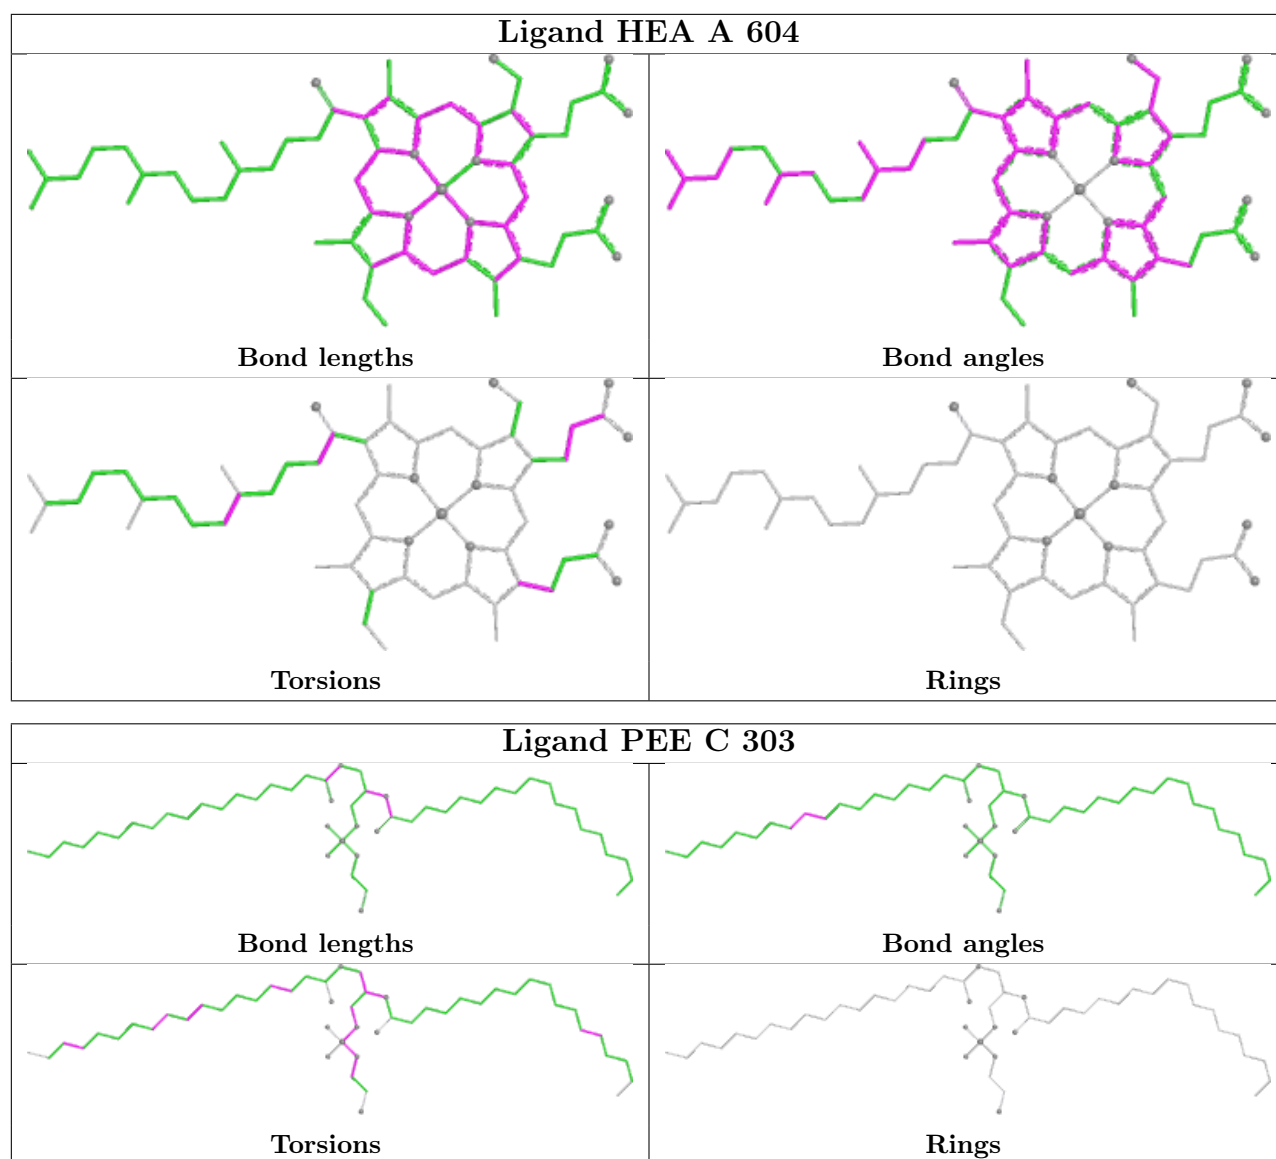 Ligand HEA A 604
Bond lengths
Bond angles
Torsions
Rings
Ligand PEE C 303
Bond lengths
Bond angles
Torsions
Rings